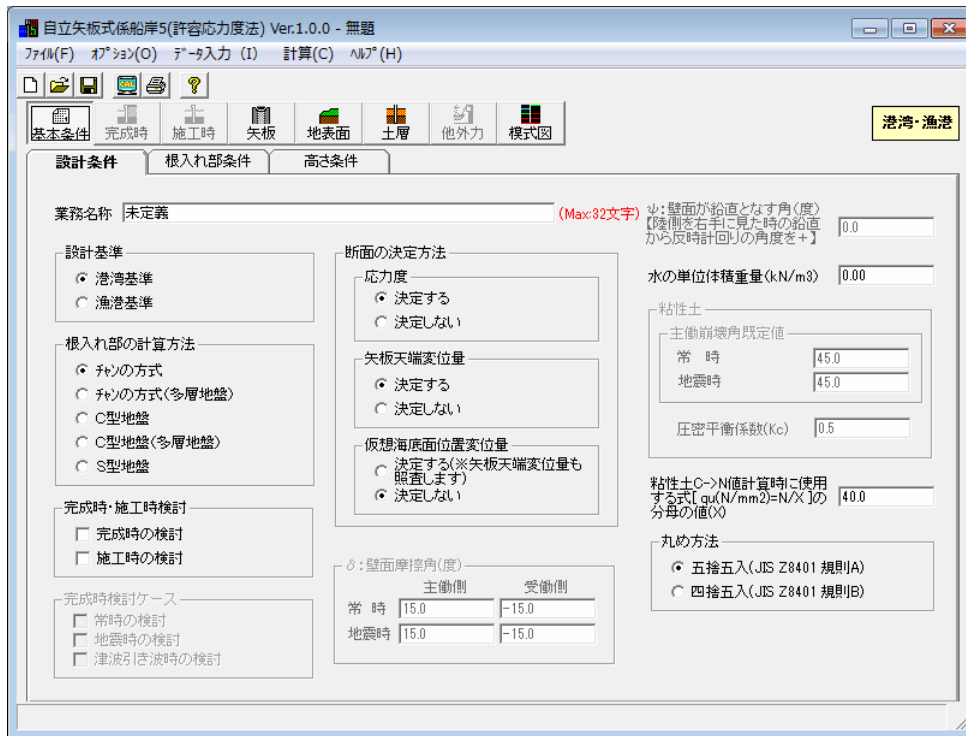 自立矢板式係船岸5(許容応力度法) Ver.1.0.0 - 無題
ファイル(F) オプション(O) データ入力 (I) 計算(C) ヘルプ(H)
基本条件 完成時 施工時 矢板 地表面 土層 他外力 模式図
港湾・漁港
設計条件 根入れ部条件 高さ条件
業務名称 未定義 (Max:32文字)
設計基準
港湾基準
漁港基準
根入れ部の計算方法
チャンの方式
チャンの方式(多層地盤)
C型地盤
C型地盤(多層地盤)
S型地盤
完成時・施工時検討
完成時の検討
施工時の検討
完成時検討ケース
常時の検討
地震時の検討
津波引き波時の検討
断面の決定方法
応力度
決定する
決定しない
矢板天端変位量
決定する
決定しない
仮想海底面位置変位量
決定する(※矢板天端変位量も
照査します)
決定しない
δ:壁面摩擦角(度)
主働側 受働側
常 時 15.0 -15.0
地震時 15.0 -15.0
ψ:壁面が鉛直となす角(度)
【陸側を右手に見た時の鉛直
から反時計回りの角度を+】
0.0
水の単位体積重量(kN/m3) 0.00
粘性土
主働崩壊角既定値
常 時 45.0
地震時 45.0
圧密平衡係数(Kc) 0.5
粘性土C->N値計算時に使用
する式[ qu(N/mm2)=N/X ]の
分母の値(X)
40.0
丸め方法
五捨五入(JIS Z8401 規則A)
四捨五入(JIS Z8401 規則B)